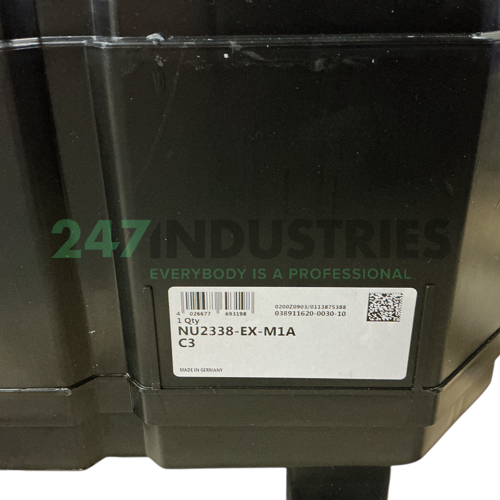 247INDUSTRIES
EVERYBODY IS A PROFESSIONAL
4 026677 693198
0200Z0903/0113875388
038911620-0030-10
1 Qty
NU2338-EX-M1A
C3
MADE IN GERMANY